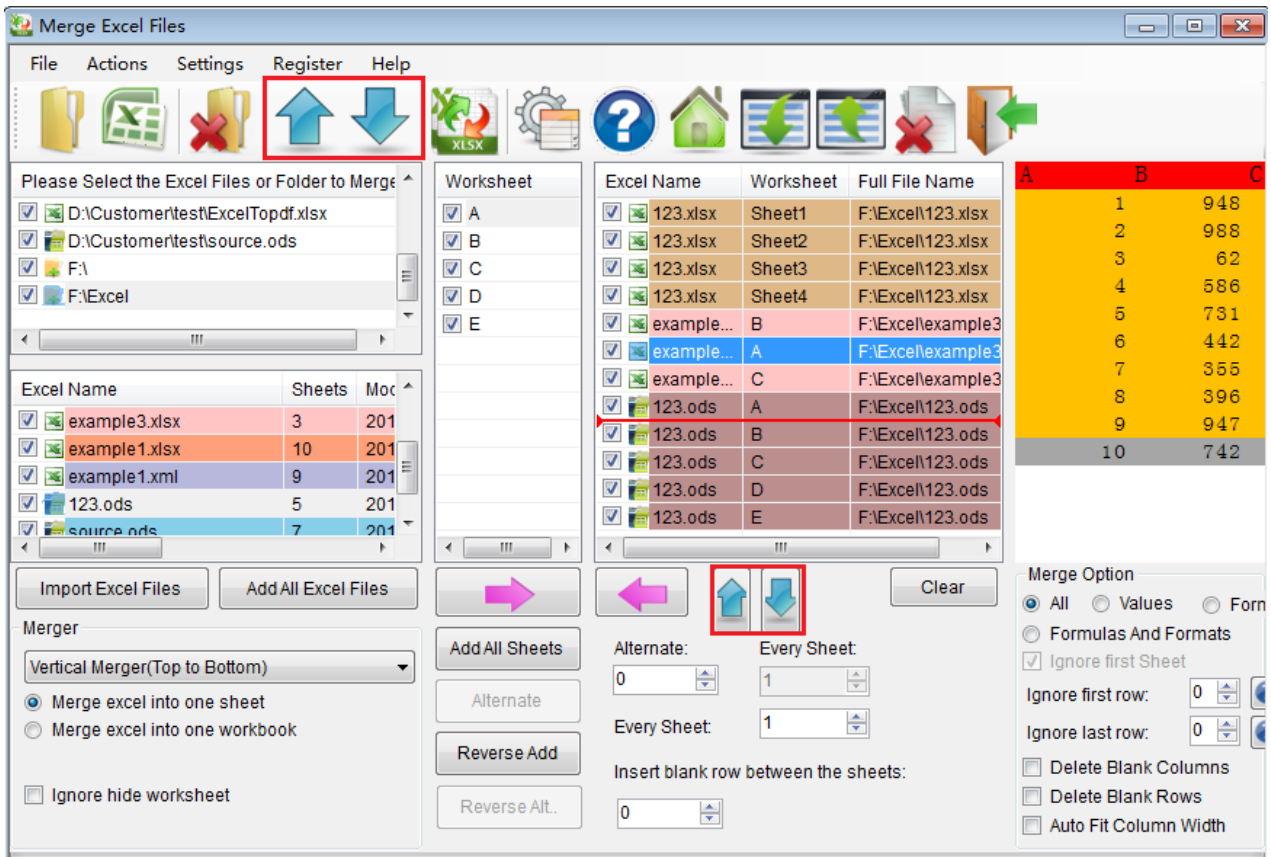 Merge Excel Files
File Actions Settings Register Help
XLSX
Please Select the Excel Files or Folder to Merge
D:\Customer\test\ExcelTopdf.xlsx
D:\Customer\test\source.ods
F:\
F:\Excel
Excel Name Sheets Moc
example3.xlsx 3 201
example1.xlsx 10 201
example1.xml 9 201
123.ods 5 201
source.ods 7 201
Import Excel Files Add All Excel Files
Merger
Vertical Merger(Top to Bottom)
Merge excel into one sheet
Merge excel into one workbook
Ignore hide worksheet
Worksheet
A
B
C
D
E
Add All Sheets
Alternate
Reverse Add
Reverse Alt..
Excel Name Worksheet Full File Name
123.xlsx Sheet1 F:\Excel\123.xlsx
123.xlsx Sheet2 F:\Excel\123.xlsx
123.xlsx Sheet3 F:\Excel\123.xlsx
123.xlsx Sheet4 F:\Excel\123.xlsx
example... B F:\Excel\example3
example... A F:\Excel\example3
example... C F:\Excel\example3
123.ods A F:\Excel\123.ods
123.ods B F:\Excel\123.ods
123.ods C F:\Excel\123.ods
123.ods D F:\Excel\123.ods
123.ods E F:\Excel\123.ods
Clear
Alternate: Every Sheet:
0 1
Every Sheet: 1
Insert blank row between the sheets:
0
A B C
1 948
2 988
3 62
4 586
5 731
6 442
7 355
8 396
9 947
10 742
Merge Option
All Values Forn
Formulas And Formats
Ignore first Sheet
Ignore first row: 0
Ignore last row: 0
Delete Blank Columns
Delete Blank Rows
Auto Fit Column Width